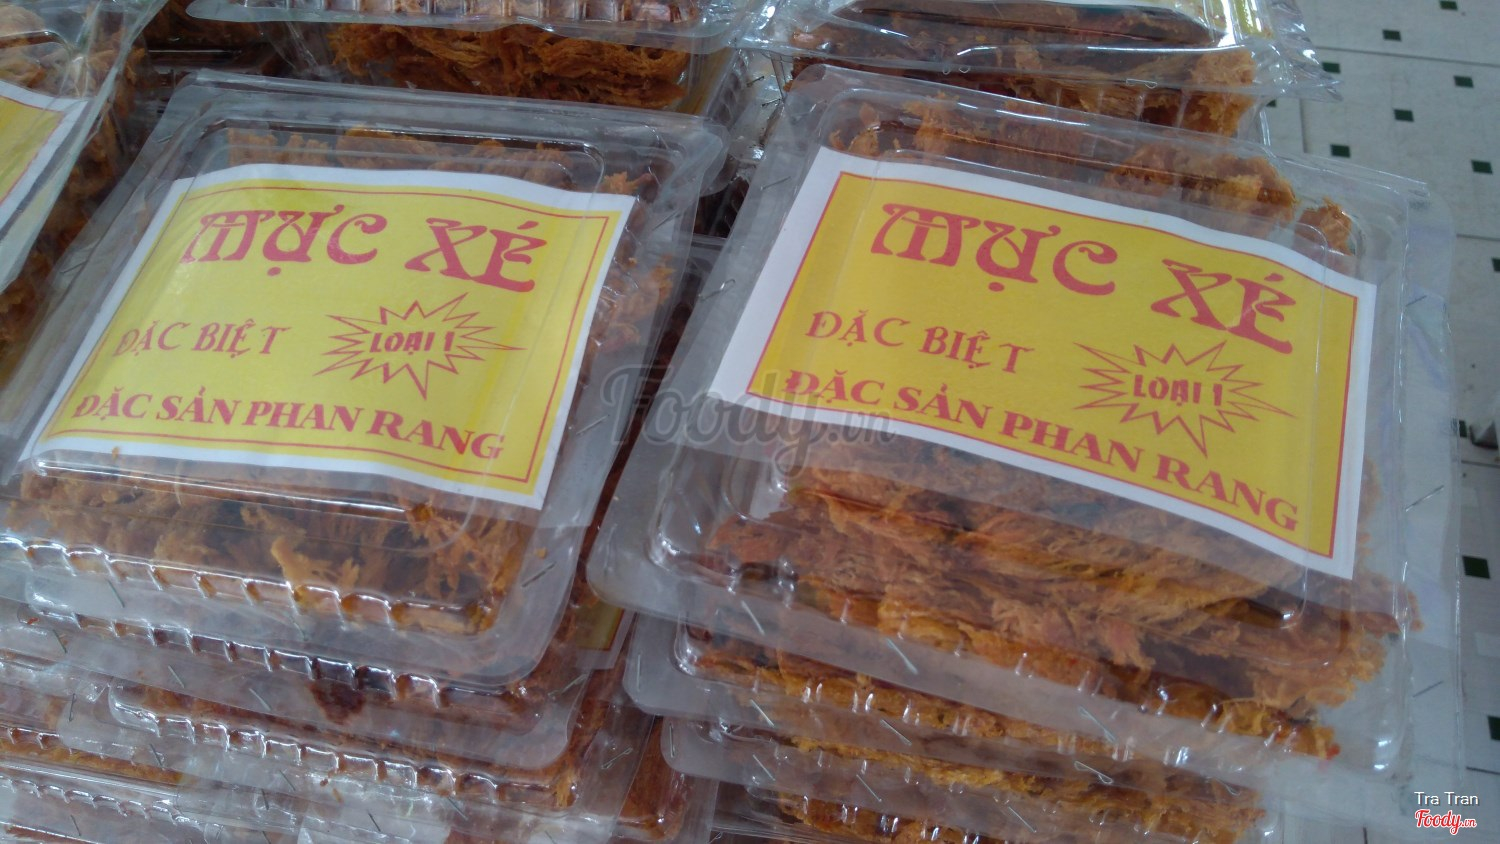 MỰC XÉ
ĐẶC BIỆT
LOẠI 1
ĐẶC SẢN PHAN RANG
MỰC XÉ
ĐẶC BIỆT
LOẠI 1
ĐẶC SẢN PHAN RANG
Foody.vn
Tra Tran
Foody.vn